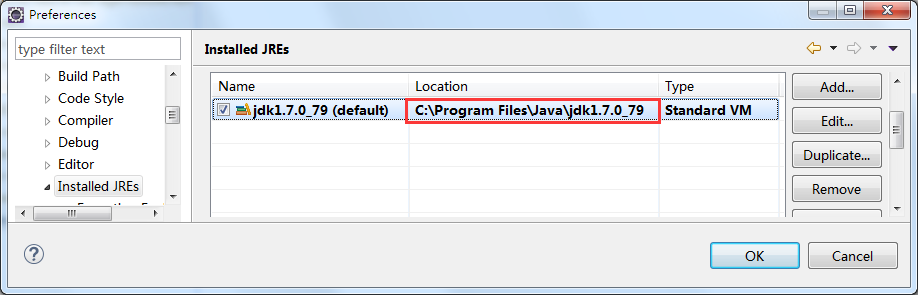 Preferences
type filter text
Build Path
Code Style
Compiler
Debug
Editor
Installed JREs
Installed JREs
Name Location Type
jdk1.7.0_79 (default) C:\Program Files\Java\jdk1.7.0_79 Standard VM
Add...
Edit...
Duplicate...
Remove
OK Cancel